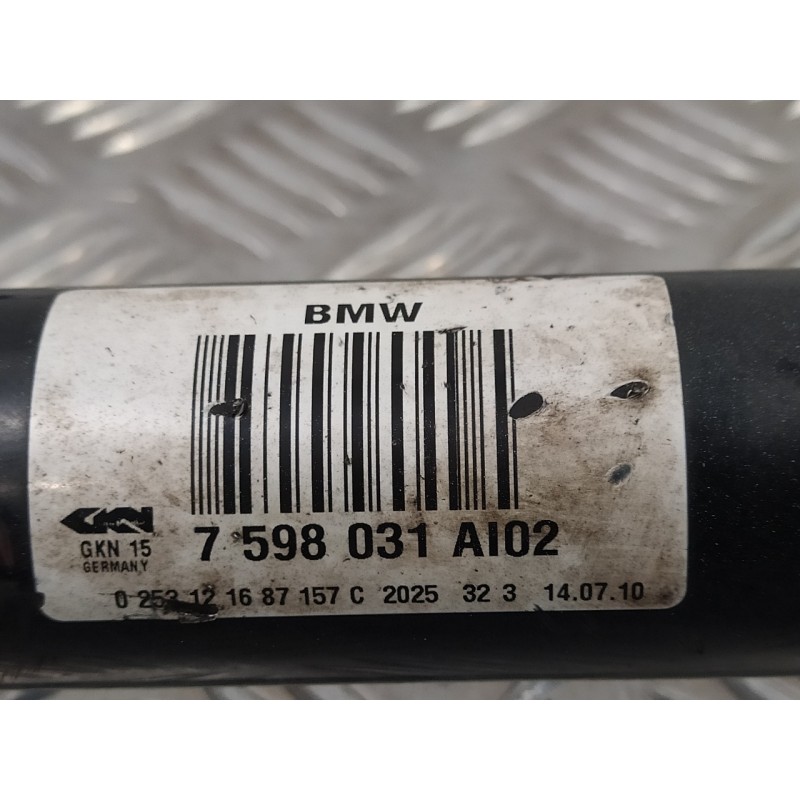 BMW
7 598 031 AI02
GKN
GKN 15
GERMANY
0 253 12 16 87 157 C 2025 32 3 14.07.10